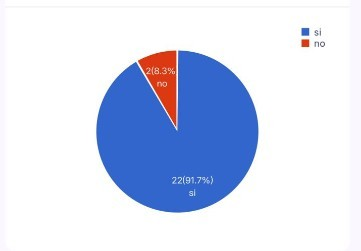 si
no
2(8.3%
no
22(91.7%)
si